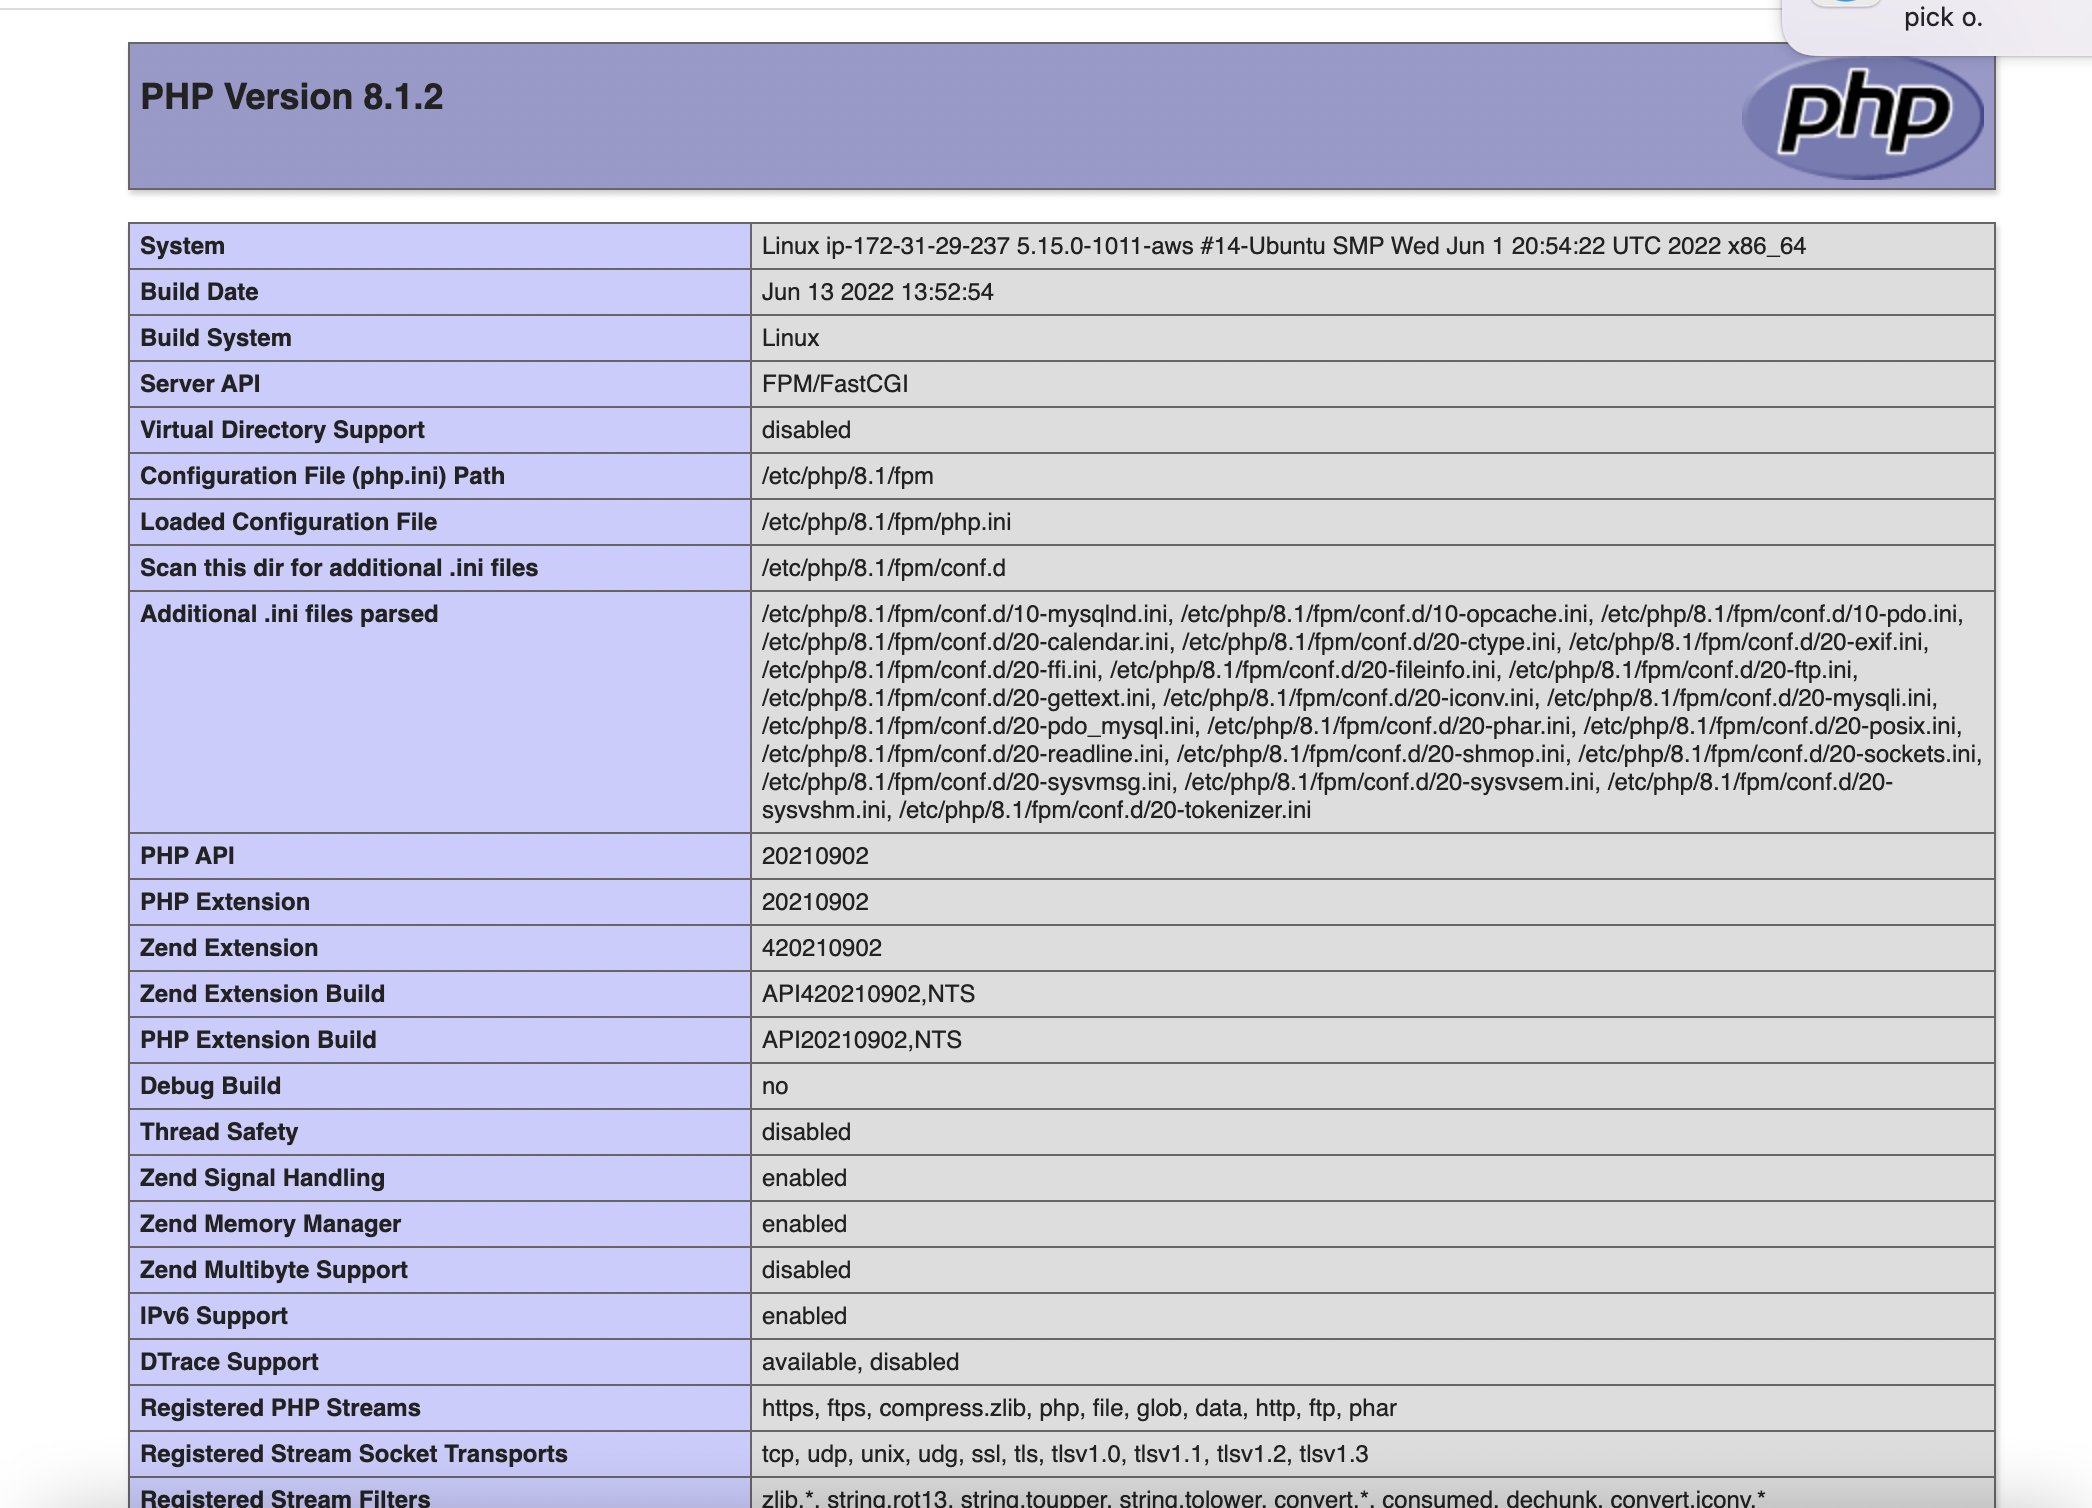 pick o.
PHP Version 8.1.2
php
System Linux ip-172-31-29-237 5.15.0-1011-aws #14-Ubuntu SMP Wed Jun 1 20:54:22 UTC 2022 x86_64
Build Date Jun 13 2022 13:52:54
Build System Linux
Server API FPM/FastCGI
Virtual Directory Support disabled
Configuration File (php.ini) Path /etc/php/8.1/fpm
Loaded Configuration File /etc/php/8.1/fpm/php.ini
Scan this dir for additional .ini files /etc/php/8.1/fpm/conf.d
Additional .ini files parsed /etc/php/8.1/fpm/conf.d/10-mysqlnd.ini, /etc/php/8.1/fpm/conf.d/10-opcache.ini, /etc/php/8.1/fpm/conf.d/10-pdo.ini,
/etc/php/8.1/fpm/conf.d/20-calendar.ini, /etc/php/8.1/fpm/conf.d/20-ctype.ini, /etc/php/8.1/fpm/conf.d/20-exif.ini,
/etc/php/8.1/fpm/conf.d/20-ffi.ini, /etc/php/8.1/fpm/conf.d/20-fileinfo.ini, /etc/php/8.1/fpm/conf.d/20-ftp.ini,
/etc/php/8.1/fpm/conf.d/20-gettext.ini, /etc/php/8.1/fpm/conf.d/20-iconv.ini, /etc/php/8.1/fpm/conf.d/20-mysqli.ini,
/etc/php/8.1/fpm/conf.d/20-pdo_mysql.ini, /etc/php/8.1/fpm/conf.d/20-phar.ini, /etc/php/8.1/fpm/conf.d/20-posix.ini,
/etc/php/8.1/fpm/conf.d/20-readline.ini, /etc/php/8.1/fpm/conf.d/20-shmop.ini, /etc/php/8.1/fpm/conf.d/20-sockets.ini,
/etc/php/8.1/fpm/conf.d/20-sysvmsg.ini, /etc/php/8.1/fpm/conf.d/20-sysvsem.ini, /etc/php/8.1/fpm/conf.d/20-
sysvshm.ini, /etc/php/8.1/fpm/conf.d/20-tokenizer.ini
PHP API 20210902
PHP Extension 20210902
Zend Extension 420210902
Zend Extension Build API420210902,NTS
PHP Extension Build API20210902,NTS
Debug Build no
Thread Safety disabled
Zend Signal Handling enabled
Zend Memory Manager enabled
Zend Multibyte Support disabled
IPv6 Support enabled
DTrace Support available, disabled
Registered PHP Streams https, ftps, compress.zlib, php, file, glob, data, http, ftp, phar
Registered Stream Socket Transports tcp, udp, unix, udg, ssl, tls, tlsv1.0, tlsv1.1, tlsv1.2, tlsv1.3
Registered Stream Filters zlib.*, string.rot13, string.toupper, string.tolower, convert.*, consumed, dechunk, convert.iconv.*